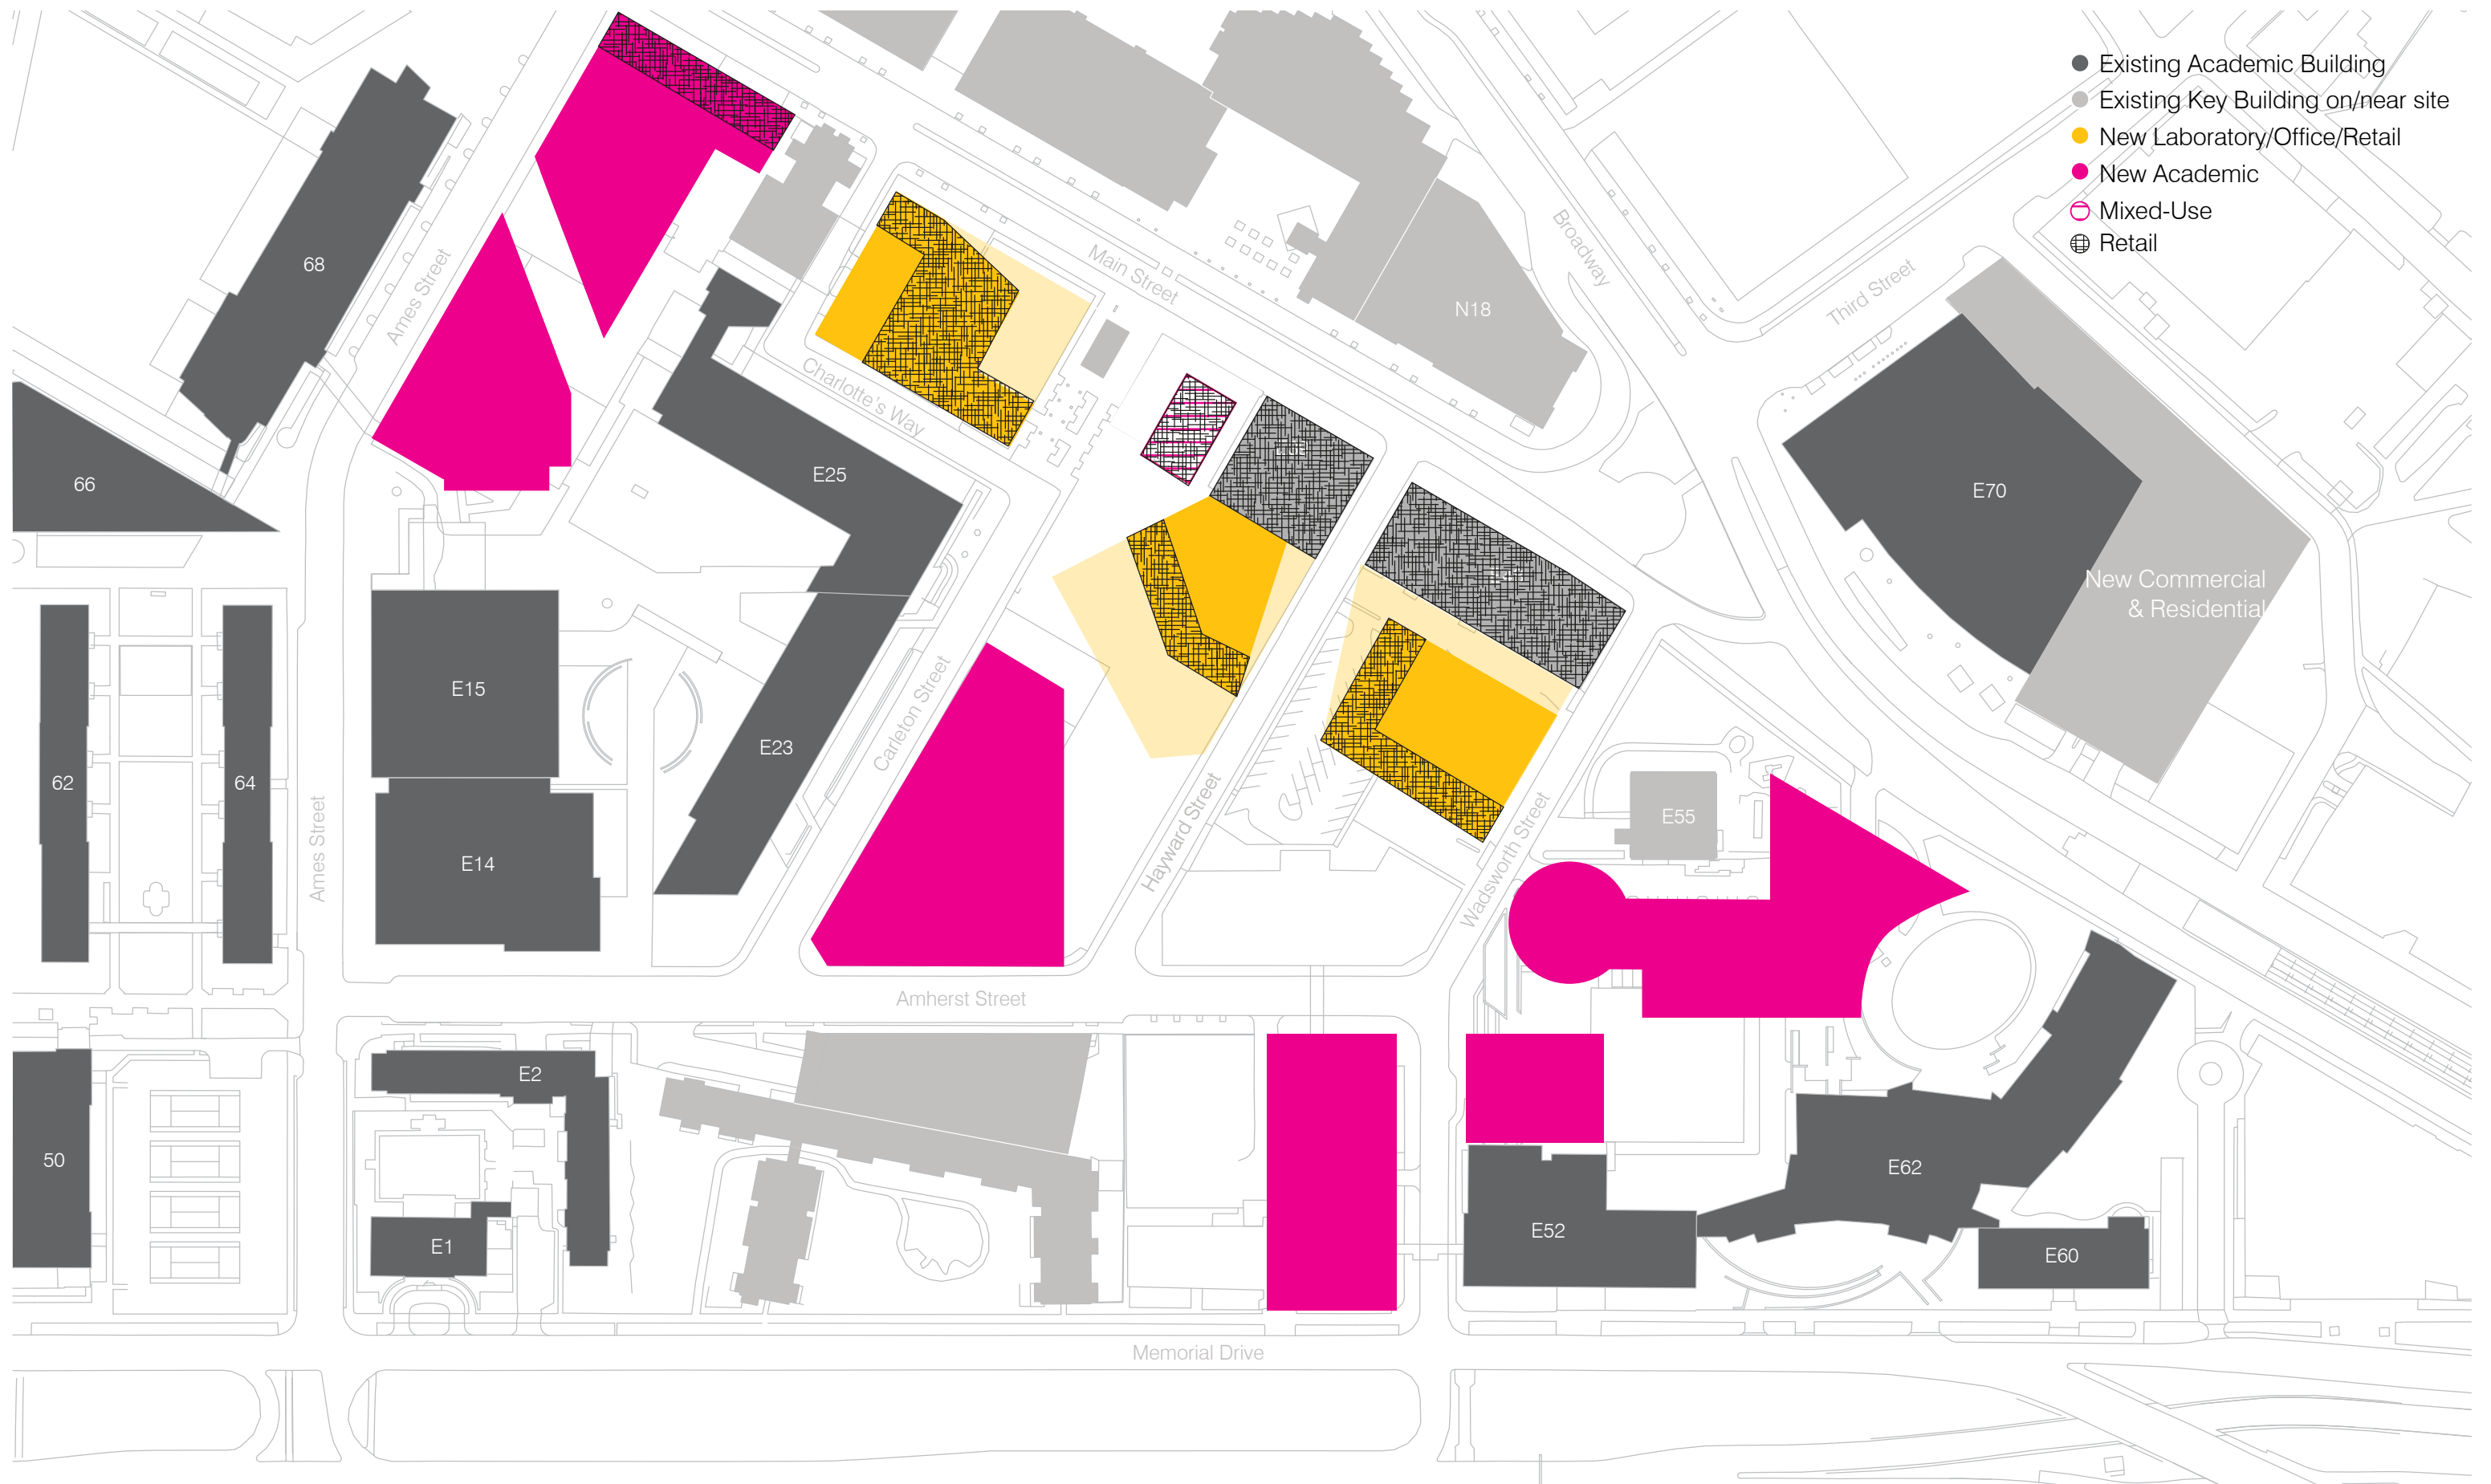 Existing Academic Building
Existing Key Building on/near site
New Laboratory/Office/Retail
New Academic
Mixed-Use
Retail
68
Ames Street
Main Street
Broadway
Third Street
N18
Charlotte's Way
66
E25
E70
New Commercial
& Residential
E15
Carleton Street
E23
62
64
Ames Street
E14
Hayward Street
Wadsworth Street
E55
Amherst Street
E2
50
E1
E62
E52
E60
Memorial Drive